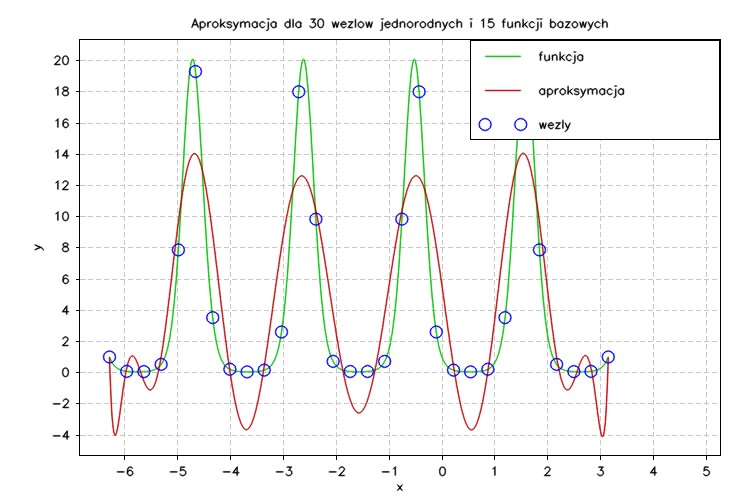 Aproksymacja dla 30 wezlow jednorodnych i 15 funkcji bazowych
funkcja
aproksymacja
wezly
20
18
16
14
12
10
8
6
4
2
0
−2
−4
y
−6 −5 −4 −3 −2 −1 0 1 2 3 4 5
x